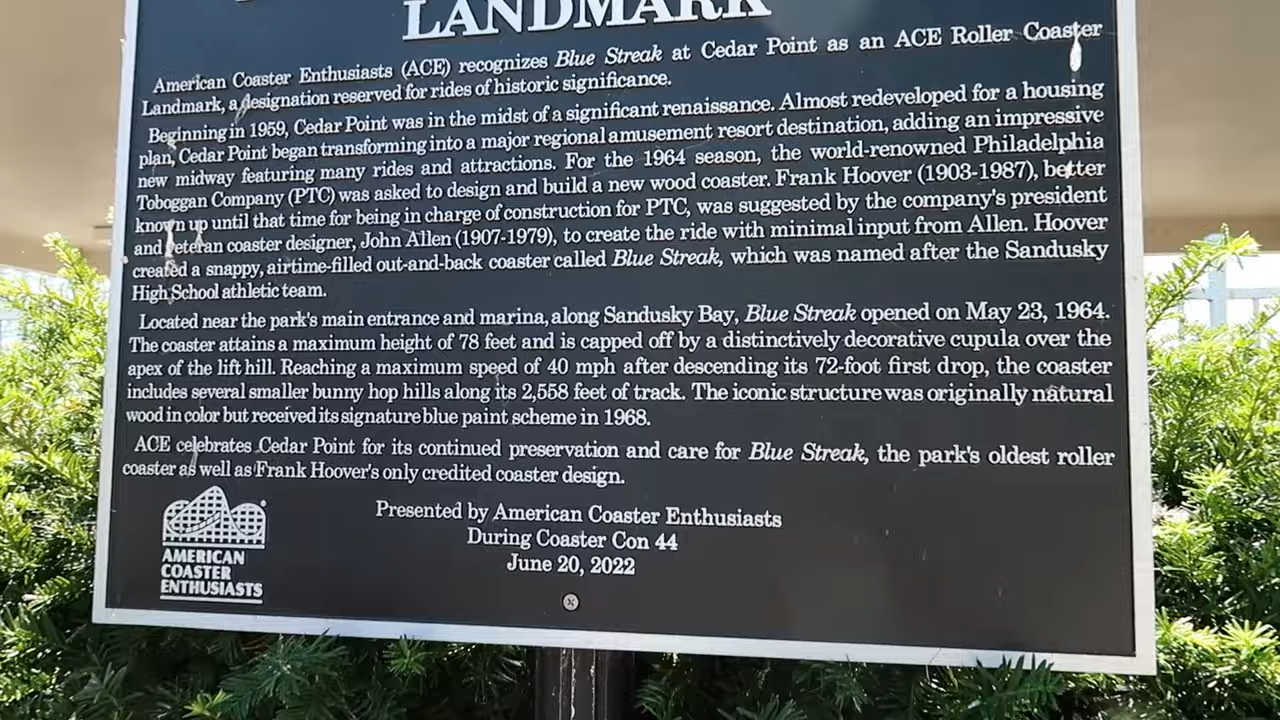 LANDMARK
American Coaster Enthusiasts (ACE) recognizes Blue Streak at Cedar Point as an ACE Roller Coaster
Landmark, a designation reserved for rides of historic significance.
Beginning in 1959, Cedar Point was in the midst of a significant renaissance. Almost redeveloped for a housing
plan, Cedar Point began transforming into a major regional amusement resort destination, adding an impressive
new midway featuring many rides and attractions. For the 1964 season, the world-renowned Philadelphia
Toboggan Company (PTC) was asked to design and build a new wood coaster. Frank Hoover (1903-1987), better
known up until that time for being in charge of construction for PTC, was suggested by the company's president
and veteran coaster designer, John Allen (1907-1979), to create the ride with minimal input from Allen. Hoover
created a snappy, airtime-filled out-and-back coaster called Blue Streak, which was named after the Sandusky
High School athletic team.
Located near the park's main entrance and marina, along Sandusky Bay, Blue Streak opened on May 23, 1964.
The coaster attains a maximum height of 78 feet and is capped off by a distinctively decorative cupula over the
apex of the lift hill. Reaching a maximum speed of 40 mph after descending its 72-foot first drop, the coaster
includes several smaller bunny hop hills along its 2,558 feet of track. The iconic structure was originally natural
wood in color but received its signature blue paint scheme in 1968.
ACE celebrates Cedar Point for its continued preservation and care for Blue Streak, the park's oldest roller
coaster as well as Frank Hoover's only credited coaster design.
Presented by American Coaster Enthusiasts
During Coaster Con 44
June 20, 2022
AMERICAN
COASTER
ENTHUSIASTS